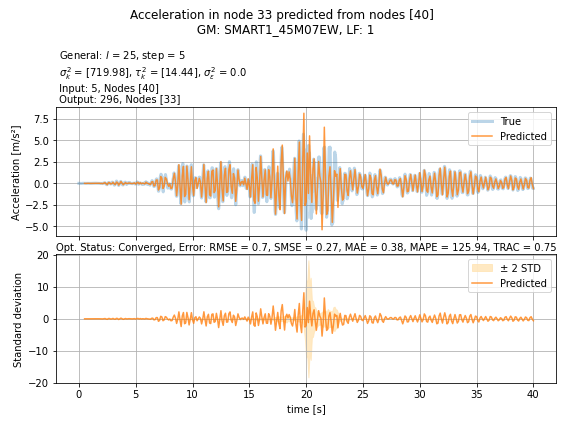 Acceleration in node 33 predicted from nodes [40]
GM: SMART1_45M07EW, LF: 1
General: l = 25, step = 5
σ²ₖ = [719.98], τ²ₖ = [14.44], σ²ε = 0.0
Input: 5, Nodes [40]
Output: 296, Nodes [33]
Acceleration [m/s²]
7.5
5.0
2.5
0.0
−2.5
−5.0
True
Predicted
Opt. Status: Converged, Error: RMSE = 0.7, SMSE = 0.27, MAE = 0.38, MAPE = 125.94, TRAC = 0.75
Standard deviation
20
10
0
−10
−20
± 2 STD
Predicted
0 5 10 15 20 25 30 35 40
time [s]